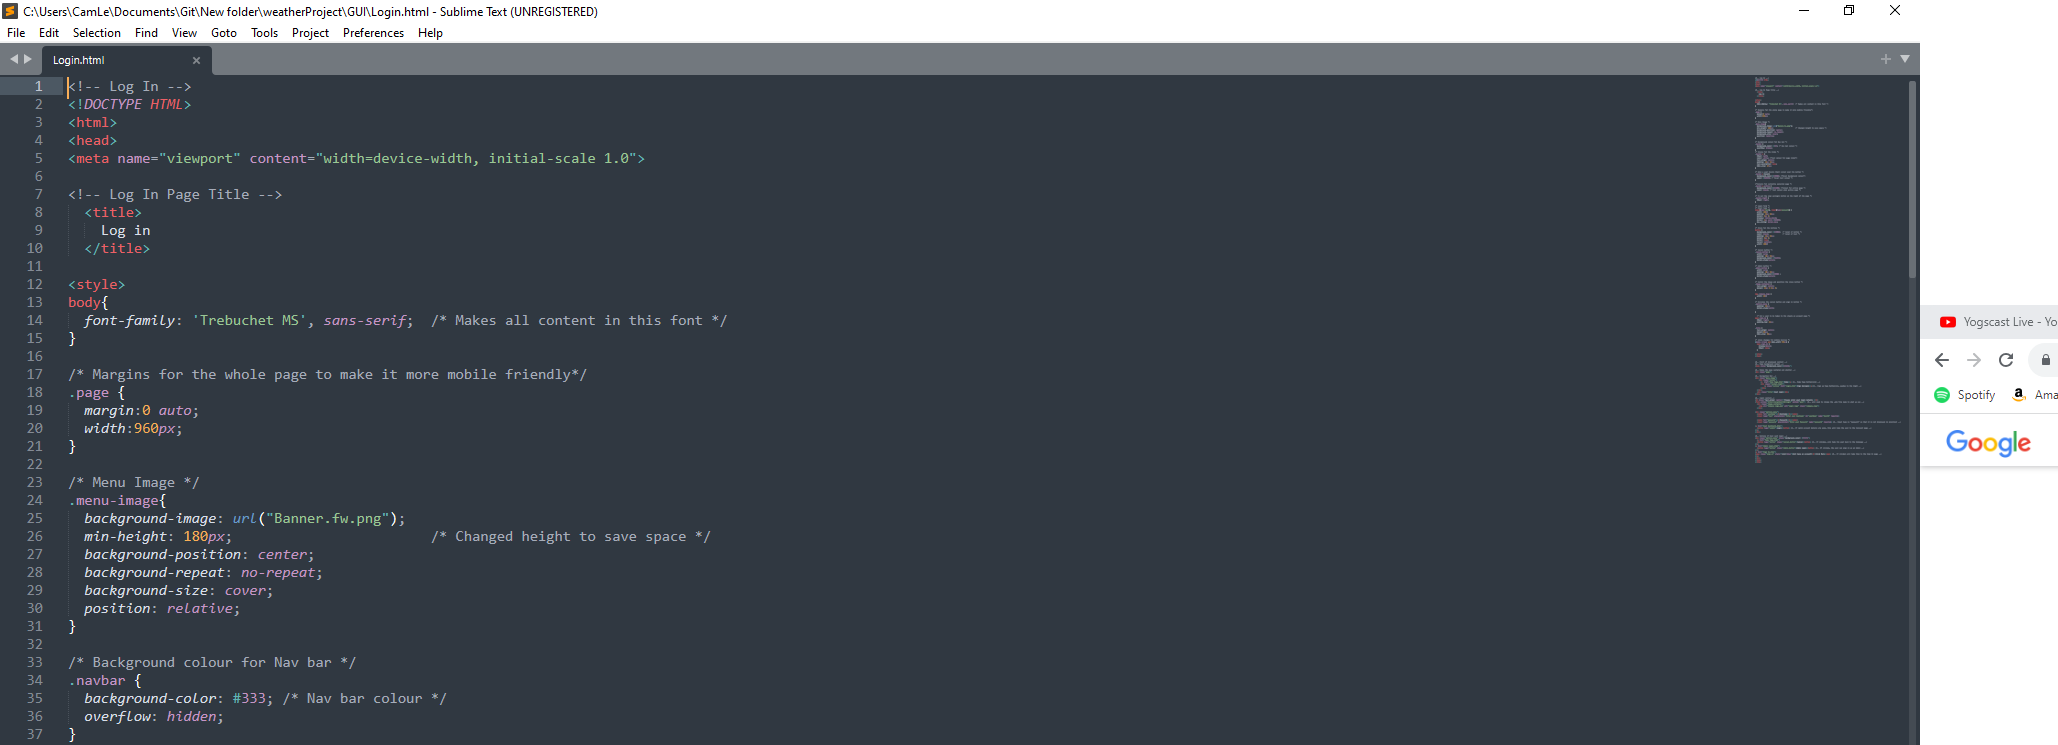 C:\Users\CamLe\Documents\Git\New folder\weatherProject\GUI\Login.html - Sublime Text (UNREGISTERED)
File Edit Selection Find View Goto Tools Project Preferences Help
Login.html
1 <!-- Log In -->
2 <!DOCTYPE HTML>
3 <html>
4 <head>
5 <meta name="viewport" content="width=device-width, initial-scale 1.0">
6
7 <!-- Log In Page Title -->
8 <title>
9 Log in
10 </title>
11
12 <style>
13 body{
14 font-family: 'Trebuchet MS', sans-serif; /* Makes all content in this font */
15 }
16
17 /* Margins for the whole page to make it more mobile friendly*/
18 .page {
19 margin:0 auto;
20 width:960px;
21 }
22
23 /* Menu Image */
24 .menu-image{
25 background-image: url("Banner.fw.png");
26 min-height: 180px; /* Changed height to save space */
27 background-position: center;
28 background-repeat: no-repeat;
29 background-size: cover;
30 position: relative;
31 }
32
33 /* Background colour for Nav bar */
34 .navbar {
35 background-color: #333; /* Nav bar colour */
36 overflow: hidden;
37 }
Yogscast Live - Yo
Spotify Ama
Google